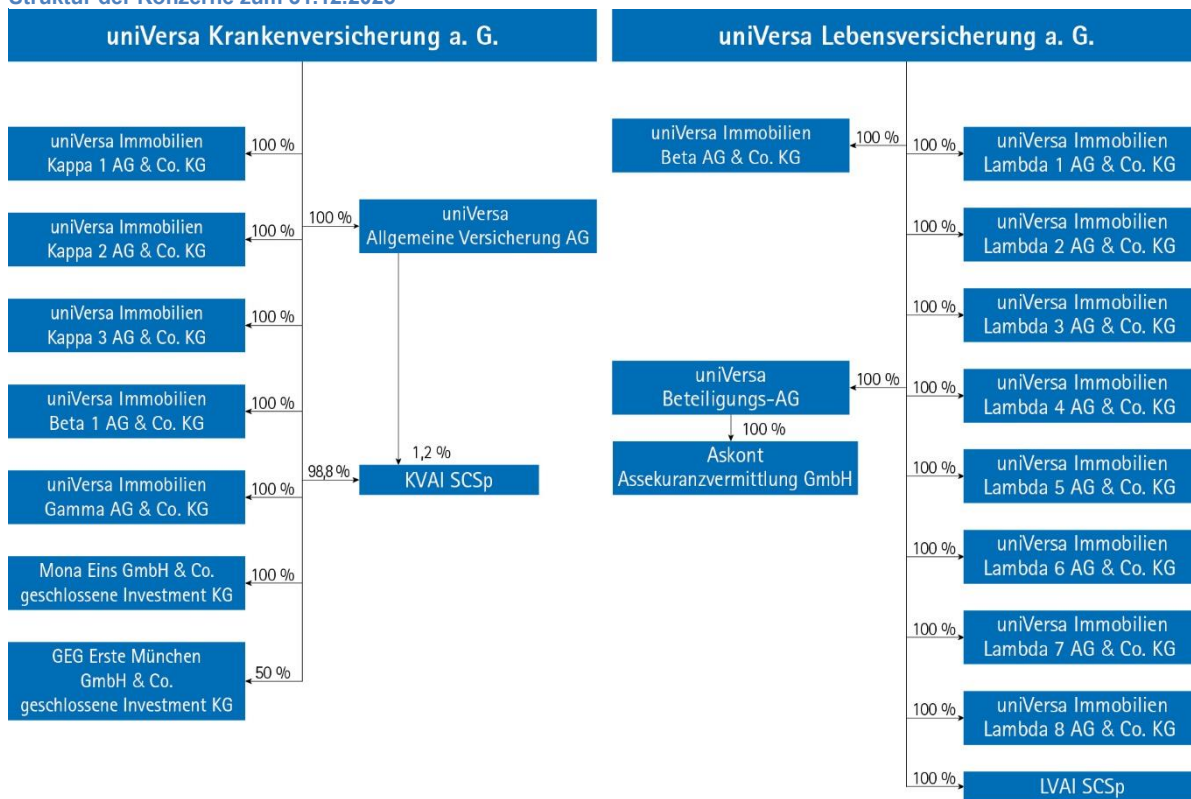 Struktur der Konzerne zum
uniVersa Krankenversicherung a. G.
uniVersa Immobilien
Kappa 1 AG & Co. KG
100 %
uniVersa Immobilien
Kappa 2 AG & Co. KG
100 %
100 %
uniVersa
Allgemeine Versicherung AG
uniVersa Immobilien
Kappa 3 AG & Co. KG
100 %
uniVersa Immobilien
Beta 1 AG & Co. KG
100 %
1,2 %
98,8 %
KVAI SCSp
uniVersa Immobilien
Gamma AG & Co. KG
100 %
Mona Eins GmbH & Co.
geschlossene Investment KG
100 %
GEG Erste München
GmbH & Co.
geschlossene Investment KG
50 %
uniVersa Lebensversicherung a. G.
uniVersa Immobilien
Beta AG & Co. KG
100 %
100 %
uniVersa Immobilien
Lambda 1 AG & Co. KG
100 %
uniVersa Immobilien
Lambda 2 AG & Co. KG
100 %
uniVersa Immobilien
Lambda 3 AG & Co. KG
uniVersa
Beteiligungs-AG
100 %
100 %
uniVersa Immobilien
Lambda 4 AG & Co. KG
100 %
Askont
Assekuranzvermittlung GmbH
100 %
uniVersa Immobilien
Lambda 5 AG & Co. KG
100 %
uniVersa Immobilien
Lambda 6 AG & Co. KG
100 %
uniVersa Immobilien
Lambda 7 AG & Co. KG
100 %
uniVersa Immobilien
Lambda 8 AG & Co. KG
100 %
LVAI SCSp